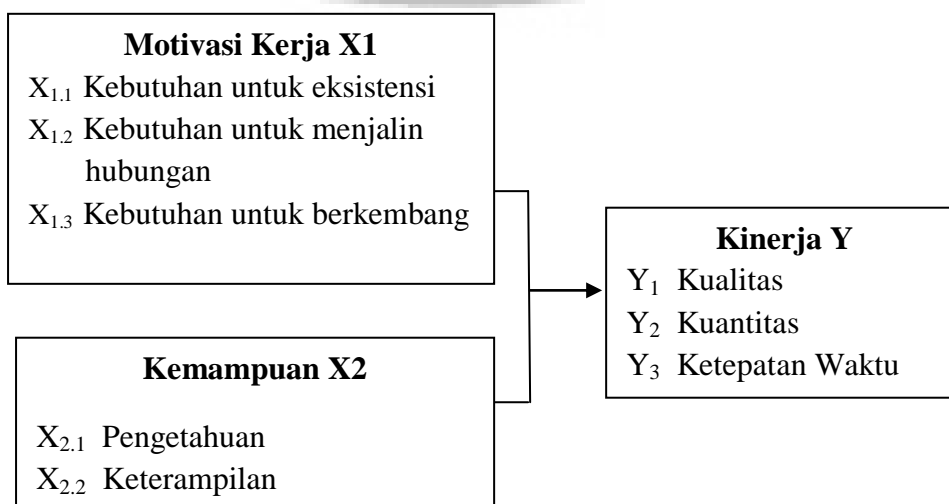 Motivasi Kerja X1
X1.1 Kebutuhan untuk eksistensi
X1.2 Kebutuhan untuk menjalin
hubungan
X1.3 Kebutuhan untuk berkembang
Kemampuan X2
X2.1 Pengetahuan
X2.2 Keterampilan
Kinerja Y
Y1 Kualitas
Y2 Kuantitas
Y3 Ketepatan Waktu